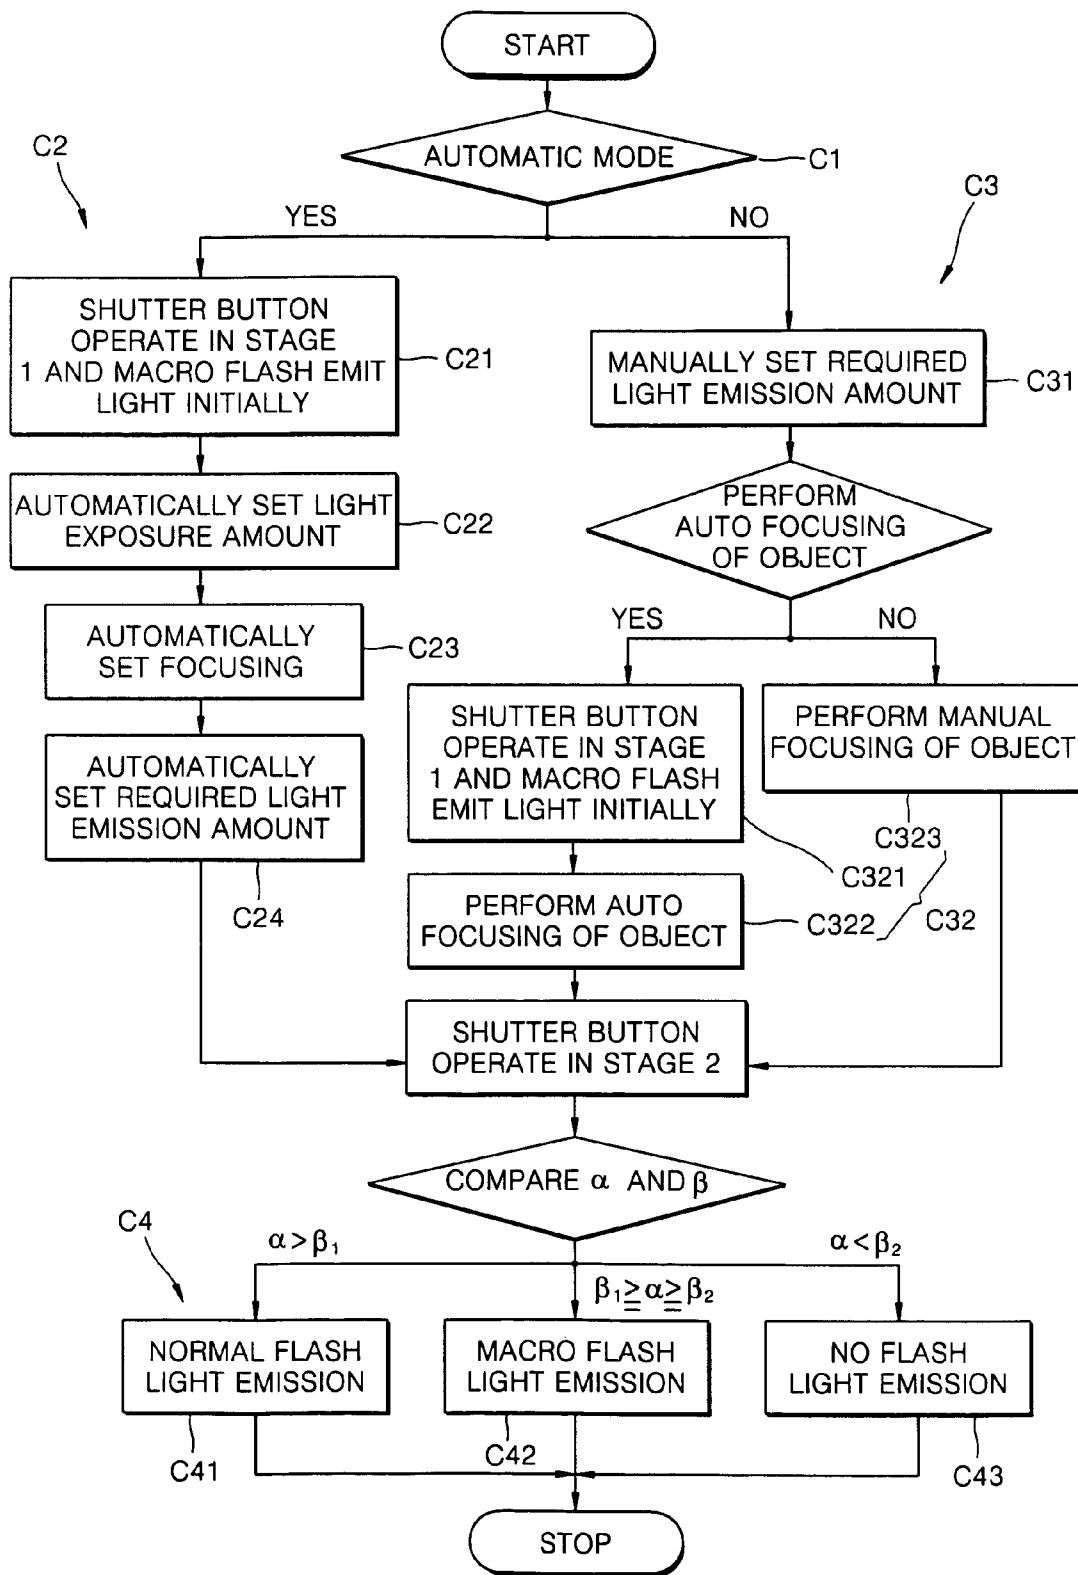 START
AUTOMATIC MODE
C1
C2
C3
YES
NO
SHUTTER BUTTON
OPERATE IN STAGE
1 AND MACRO FLASH EMIT
LIGHT INITIALLY
C21
MANUALLY SET REQUIRED
LIGHT EMISSION AMOUNT
C31
AUTOMATICALLY SET LIGHT
EXPOSURE AMOUNT
C22
PERFORM
AUTO FOCUSING
OF OBJECT
AUTOMATICALLY
SET FOCUSING
C23
YES
NO
AUTOMATICALLY
SET REQUIRED LIGHT
EMISSION AMOUNT
C24
SHUTTER BUTTON
OPERATE IN STAGE
1 AND MACRO FLASH
EMIT LIGHT INITIALLY
PERFORM MANUAL
FOCUSING OF OBJECT
C323
C321
C322
C32
PERFORM AUTO
FOCUSING OF OBJECT
SHUTTER BUTTON
OPERATE IN STAGE 2
COMPARE α AND β
C4
α>β₁
β₁≧α≧β₂
α<β₂
NORMAL FLASH
LIGHT EMISSION
C41
MACRO FLASH
LIGHT EMISSION
C42
NO FLASH
LIGHT EMISSION
C43
STOP